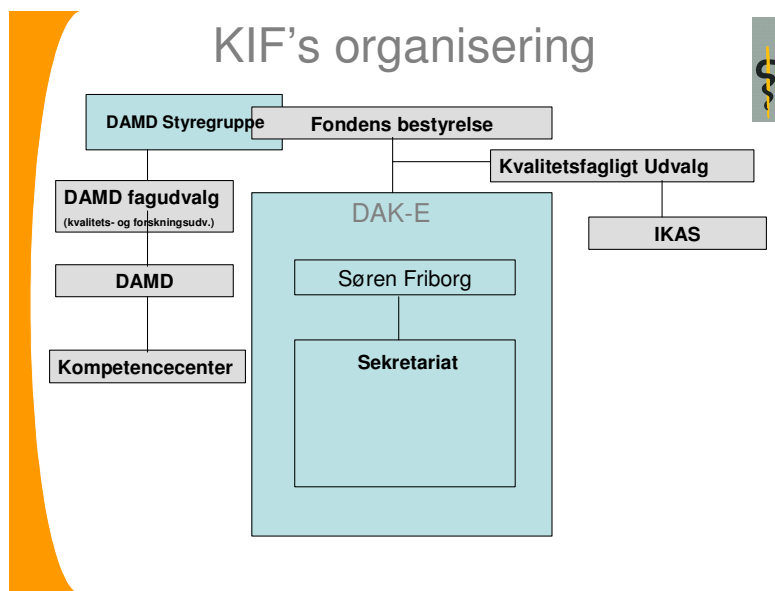 KIF's organisering
DAMD Styregruppe
Fondens bestyrelse
Kvalitetsfagligt Udvalg
DAMD fagudvalg
(kvalitets- og forskningsudv.)
DAK-E
IKAS
DAMD
Søren Friborg
Kompetencecenter
Sekretariat